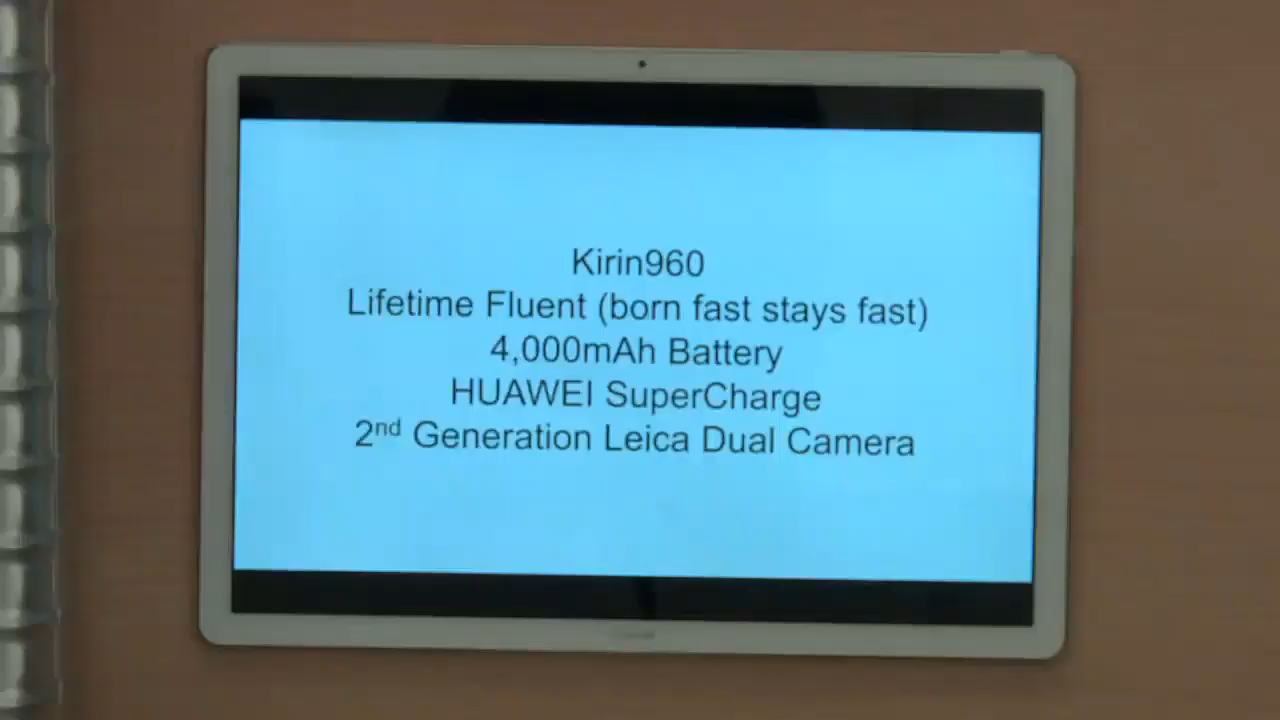 Kirin960
Lifetime Fluent (born fast stays fast)
4,000mAh Battery
HUAWEI SuperCharge
2nd Generation Leica Dual Camera